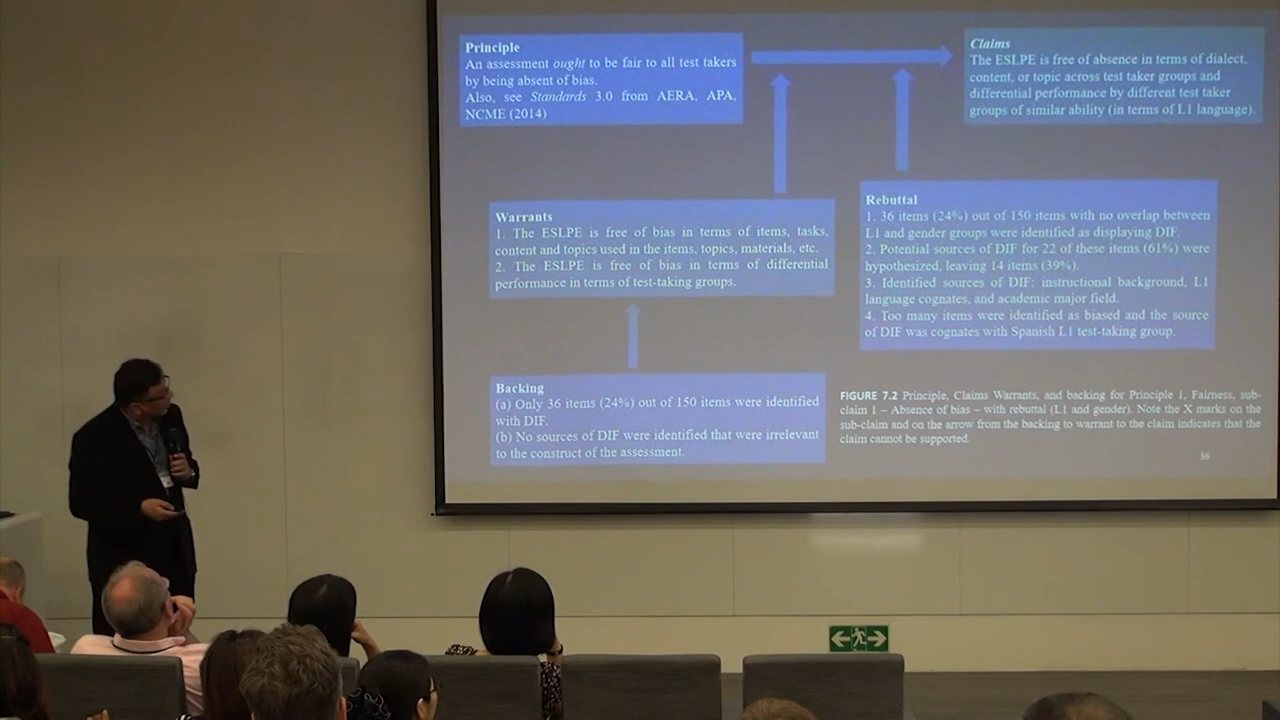 Principle
An assessment ought to be fair to all test takers
by being absent of bias.
Also, see Standards 3.0 from AERA, APA,
NCME (2014)
Claims
The ESLPE is free of absence in terms of dialect,
content, or topic across test taker groups and
differential performance by different test taker
groups of similar ability (in terms of L1 language).
Warrants
1. The ESLPE is free of bias in terms of items, tasks,
content and topics used in the items, topics, materials, etc.
2. The ESLPE is free of bias in terms of differential
performance in terms of test-taking groups.
Rebuttal
1. 36 items (24%) out of 150 items with no overlap between
L1 and gender groups were identified as displaying DIF.
2. Potential sources of DIF for 22 of these items (61%) were
hypothesized, leaving 14 items (39%).
3. Identified sources of DIF: instructional background, L1
language cognates, and academic major field.
4. Too many items were identified as biased and the source
of DIF was cognates with Spanish L1 test-taking group.
Backing
(a) Only 36 items (24%) out of 150 items were identified
with DIF.
(b) No sources of DIF were identified that were irrelevant
to the construct of the assessment.
FIGURE 7.2 Principle, Claims Warrants, and backing for Principle 1, Fairness, sub-
claim 1 – Absence of bias – with rebuttal (L1 and gender). Note the X marks on the
sub-claim and on the arrow from the backing to warrant to the claim indicates that the
claim cannot be supported.
36